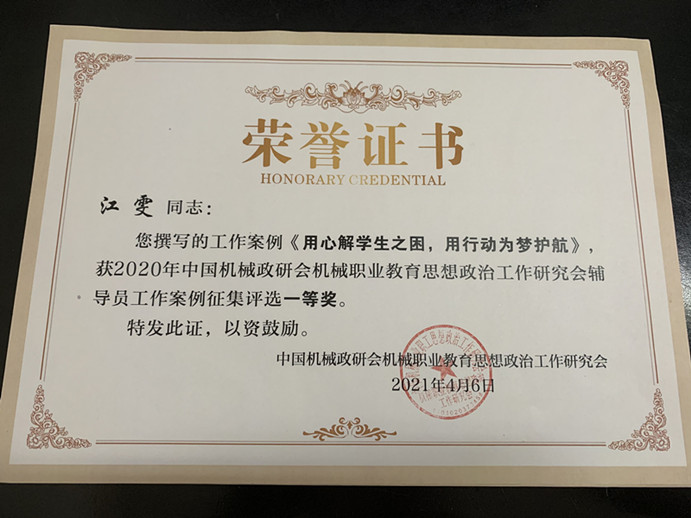 荣誉证书
HONORARY CREDENTIAL
江雯 同志：
您撰写的工作案例《用心解学生之困，用行动为梦护航》，
获2020年中国机械政研会机械职业教育思想政治工作研究会辅
导员工作案例征集评选一等奖。
特发此证，以资鼓励。
中国机械政研会机械职业教育思想政治工作研究会
2021年4月6日